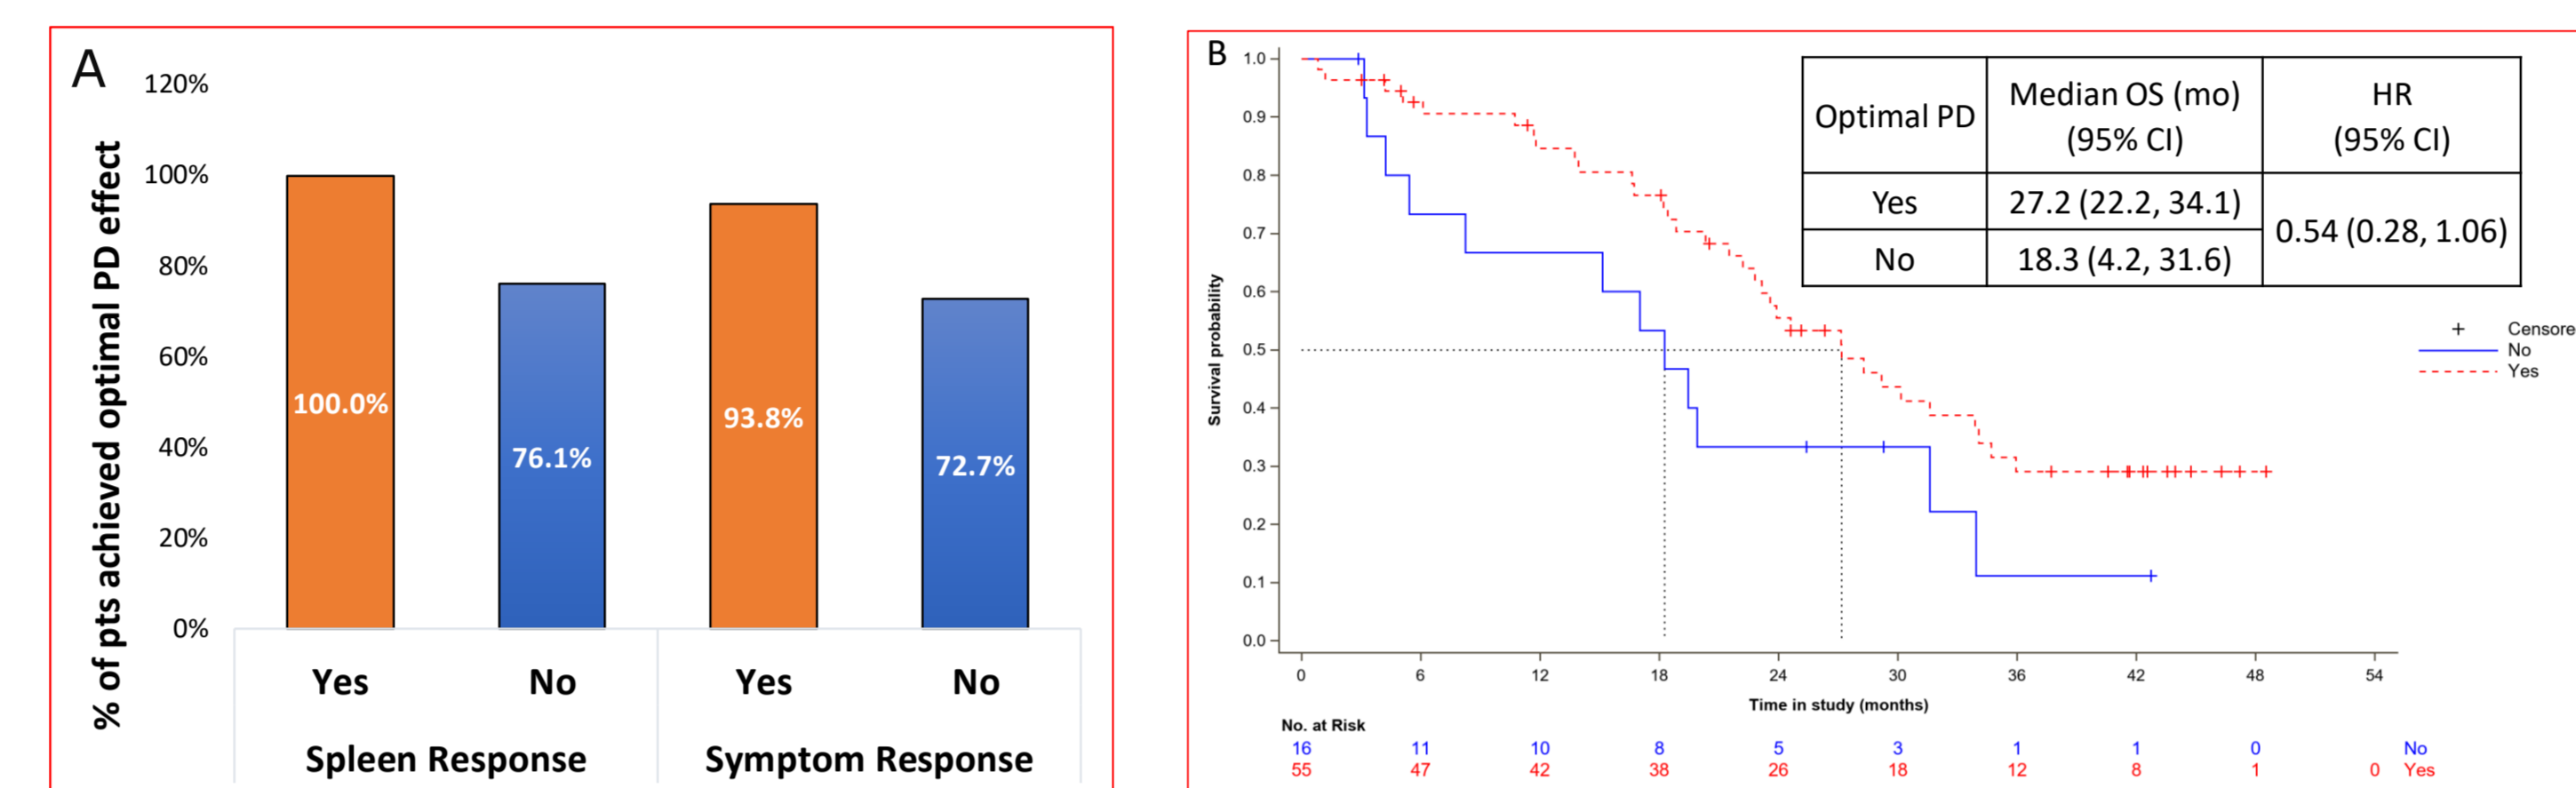 A
120%
100%
80%
60%
40%
20%
0%
% of pts achieved optimal PD effect
100.0%
76.1%
93.8%
72.7%
Yes No Yes No
Spleen Response Symptom Response
B
1.0
0.9
0.8
0.7
0.6
0.5
0.4
0.3
0.2
0.1
0.0
Survival probability
Optimal PD Median OS (mo) (95% CI) HR (95% CI)
Yes 27.2 (22.2, 34.1) 0.54 (0.28, 1.06)
No 18.3 (4.2, 31.6)
+ Censore
No
Yes
0 6 12 18 24 30 36 42 48 54
Time in study (months)
No. at Risk
16 11 10 8 5 3 1 1 0 No
55 47 42 38 26 18 12 8 1 0 Yes